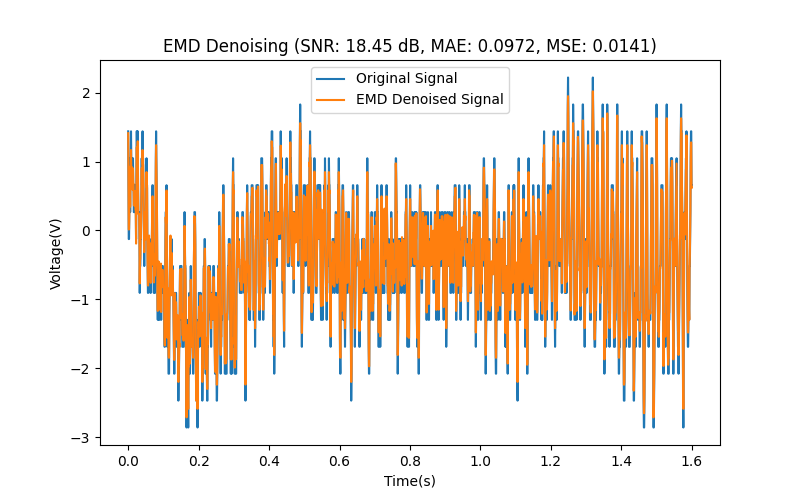 EMD Denoising (SNR: 18.45 dB, MAE: 0.0972, MSE: 0.0141)
Original Signal
EMD Denoised Signal
2
1
0
−1
−2
−3
Voltage(V)
0.0 0.2 0.4 0.6 0.8 1.0 1.2 1.4 1.6
Time(s)